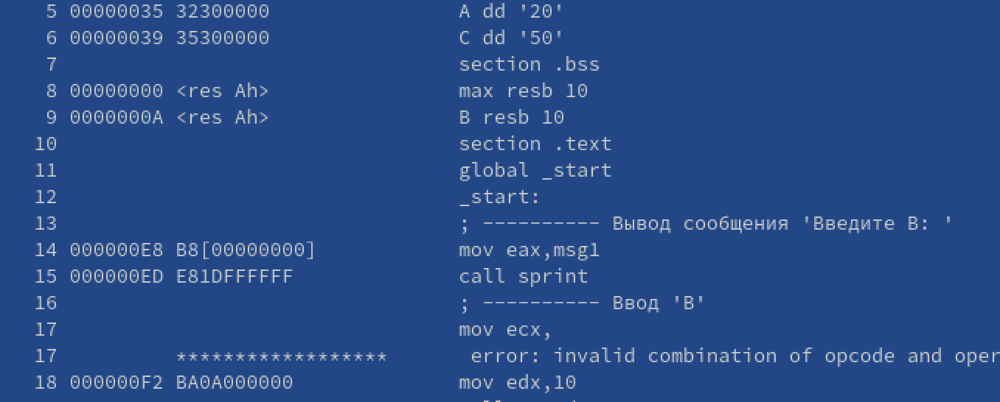 5 00000035 32300000 A dd '20'
6 00000039 35300000 C dd '50'
7 section .bss
8 00000000 <res Ah> max resb 10
9 0000000A <res Ah> B resb 10
10 section .text
11 global _start
12 _start:
13 ; ---------- Вывод сообщения 'Введите B: '
14 000000E8 B8[00000000] mov eax,msg1
15 000000ED E81DFFFFFF call sprint
16 ; ---------- Ввод 'B'
17 mov ecx,
17 ****************** error: invalid combination of opcode and oper
18 000000F2 BA0A000000 mov edx,10